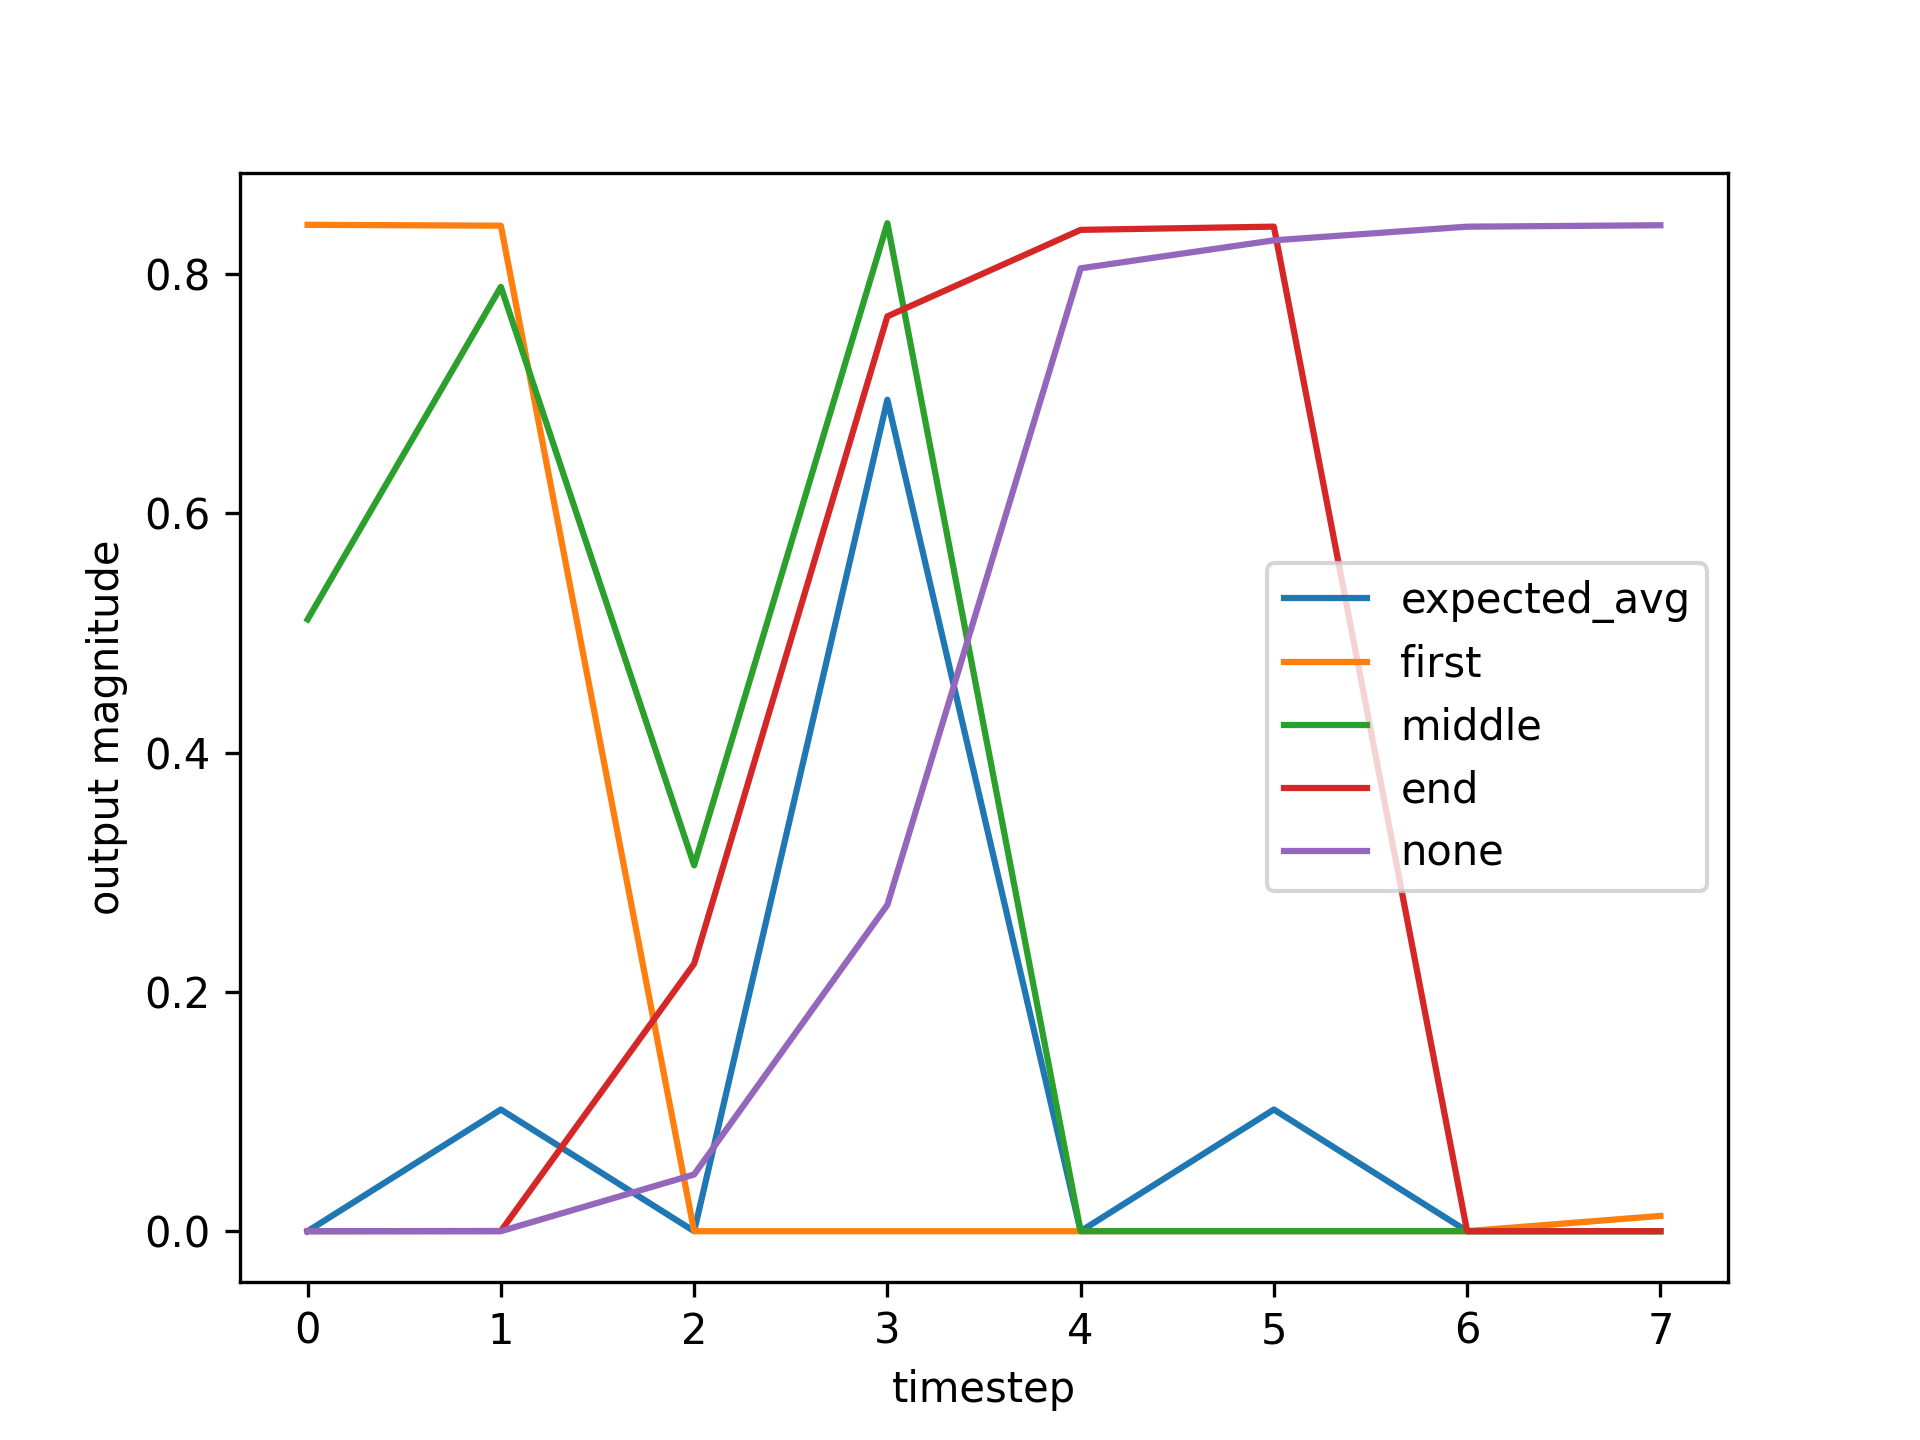 output magnitude
0.8
0.6
0.4
0.2
0.0
expected_avg
first
middle
end
none
0 1 2 3 4 5 6 7
timestep